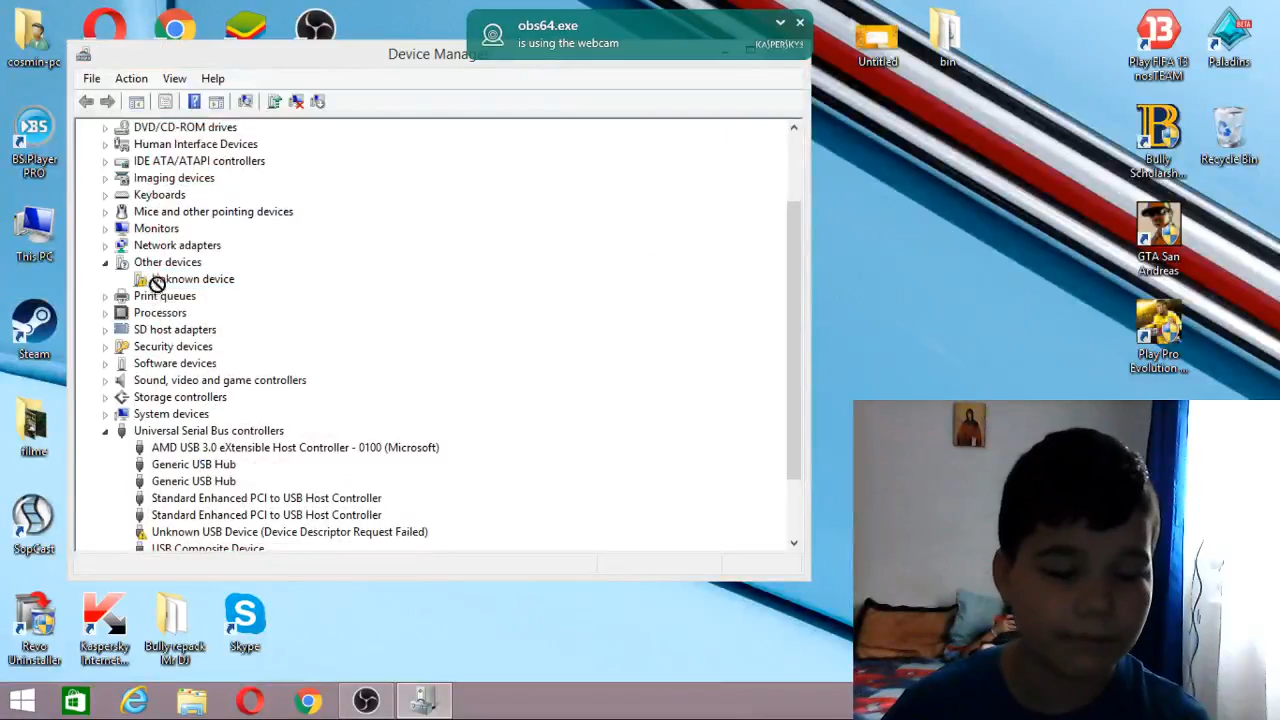 obs64.exe
is using the webcam
KASPERSKY
Device Manag
File Action View Help
DVD/CD-ROM drives
Human Interface Devices
IDE ATA/ATAPI controllers
Imaging devices
Keyboards
Mice and other pointing devices
Monitors
Network adapters
Other devices
Unknown device
Print queues
Processors
SD host adapters
Security devices
Software devices
Sound, video and game controllers
Storage controllers
System devices
Universal Serial Bus controllers
AMD USB 3.0 eXtensible Host Controller - 0100 (Microsoft)
Generic USB Hub
Generic USB Hub
Standard Enhanced PCI to USB Host Controller
Standard Enhanced PCI to USB Host Controller
Unknown USB Device (Device Descriptor Request Failed)
USB Composite Device
cosmin-pc
BS
BS.Player
PRO
This PC
Steam
filme
SopCast
Revo
Uninstaller
Kaspersky
Internet...
Bully repack
Mr DJ
Skype
Untitled
bin
13
Play FIFA 13
nosTEAM
BETA
Paladins
B
Bully
Scholarsh...
Recycle Bin
GTA San
Andreas
Play Pro
Evolution ...